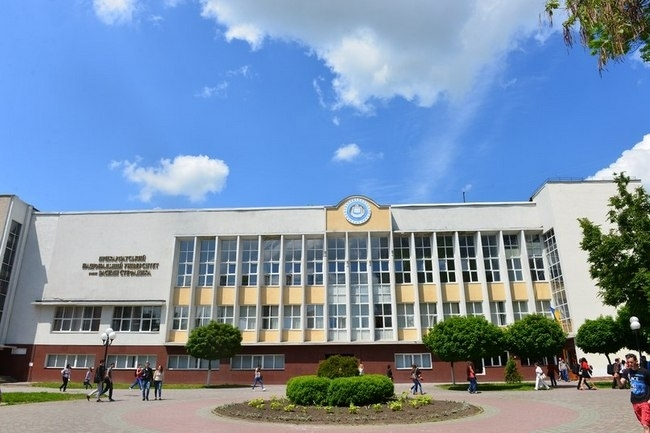 ПРИКАРПАТСЬКИЙ
НАЦІОНАЛЬНИЙ УНІВЕРСИТЕТ
імені ВАСИЛЯ СТЕФАНИКА